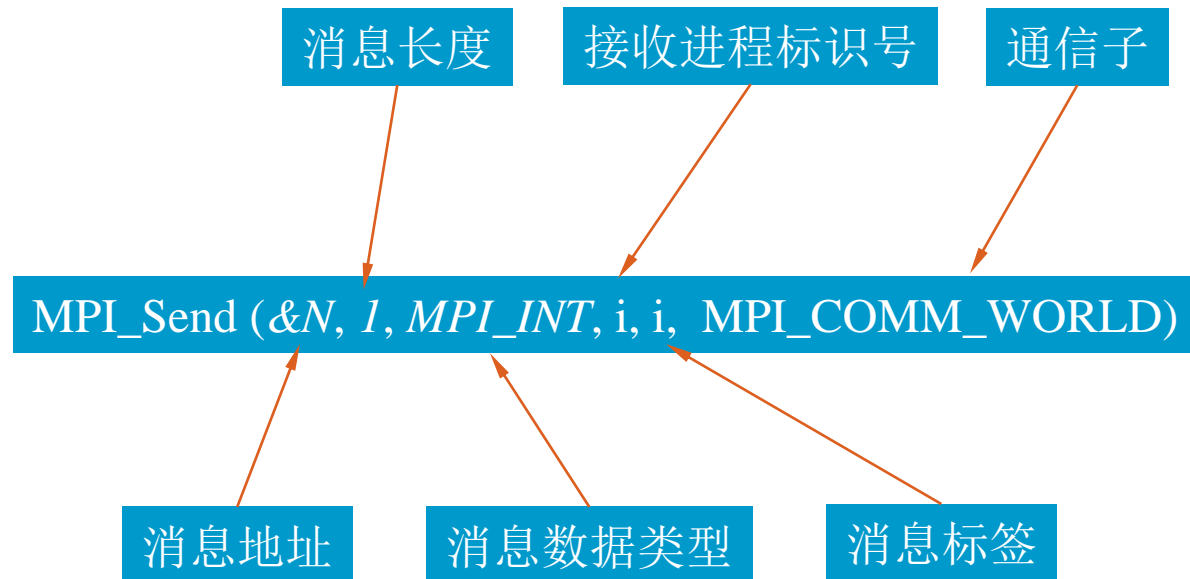 消息长度
接收进程标识号
通信子
MPI_Send (&N, 1, MPI_INT, i, i, MPI_COMM_WORLD)
消息地址
消息数据类型
消息标签